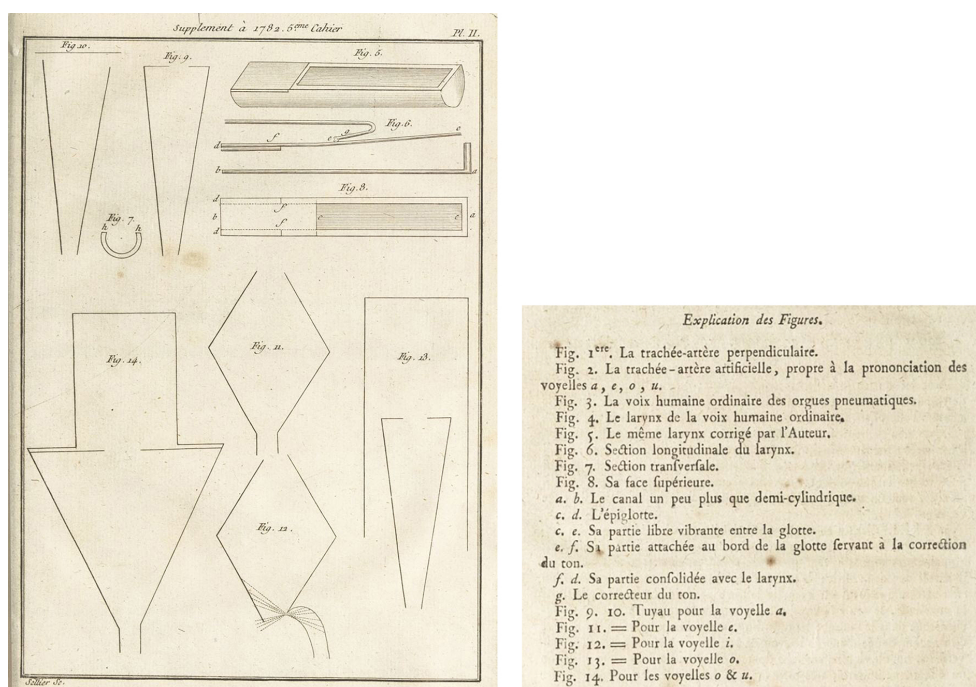 Supplement à 1782. 5.eme Cahier
Pl. II.
Fig. 10.
Fig. 9.
Fig. 5.
Fig. 6.
g
e
e
f
d
b
a
Fig. 7.
h
h
Fig. 8.
d
f
b
e
c
a
f
d
Fig. 11.
Fig. 13.
Fig. 14.
Fig. 12.
Sellier Sc.
Explication des Figures.
Fig. 1ere. La trachée-artère perpendiculaire.
Fig. 2. La trachée-artère artificielle, propre à la prononciation des
voyelles a, e, o, u.
Fig. 3. La voix humaine ordinaire des orgues pneumatiques.
Fig. 4. Le larynx de la voix humaine ordinaire.
Fig. 5. Le même larynx corrigé par l'Auteur.
Fig. 6. Section longitudinale du larynx.
Fig. 7. Section tranſverſale.
Fig. 8. Sa face ſupérieure.
a. b. Le canal un peu plus que demi-cylindrique.
c. d. L'épiglotte.
c. e. Sa partie libre vibrante entre la glotte.
e. f. Sa partie attachée au bord de la glotte ſervant à la correction
du ton.
f. d. Sa partie conſolidée avec le larynx.
g. Le correcteur du ton.
Fig. 9. 10. Tuyau pour la voyelle a.
Fig. 11. = Pour la voyelle e.
Fig. 12. = Pour la voyelle i.
Fig. 13. = Pour la voyelle o.
Fig. 14. Pour les voyelles o & u.